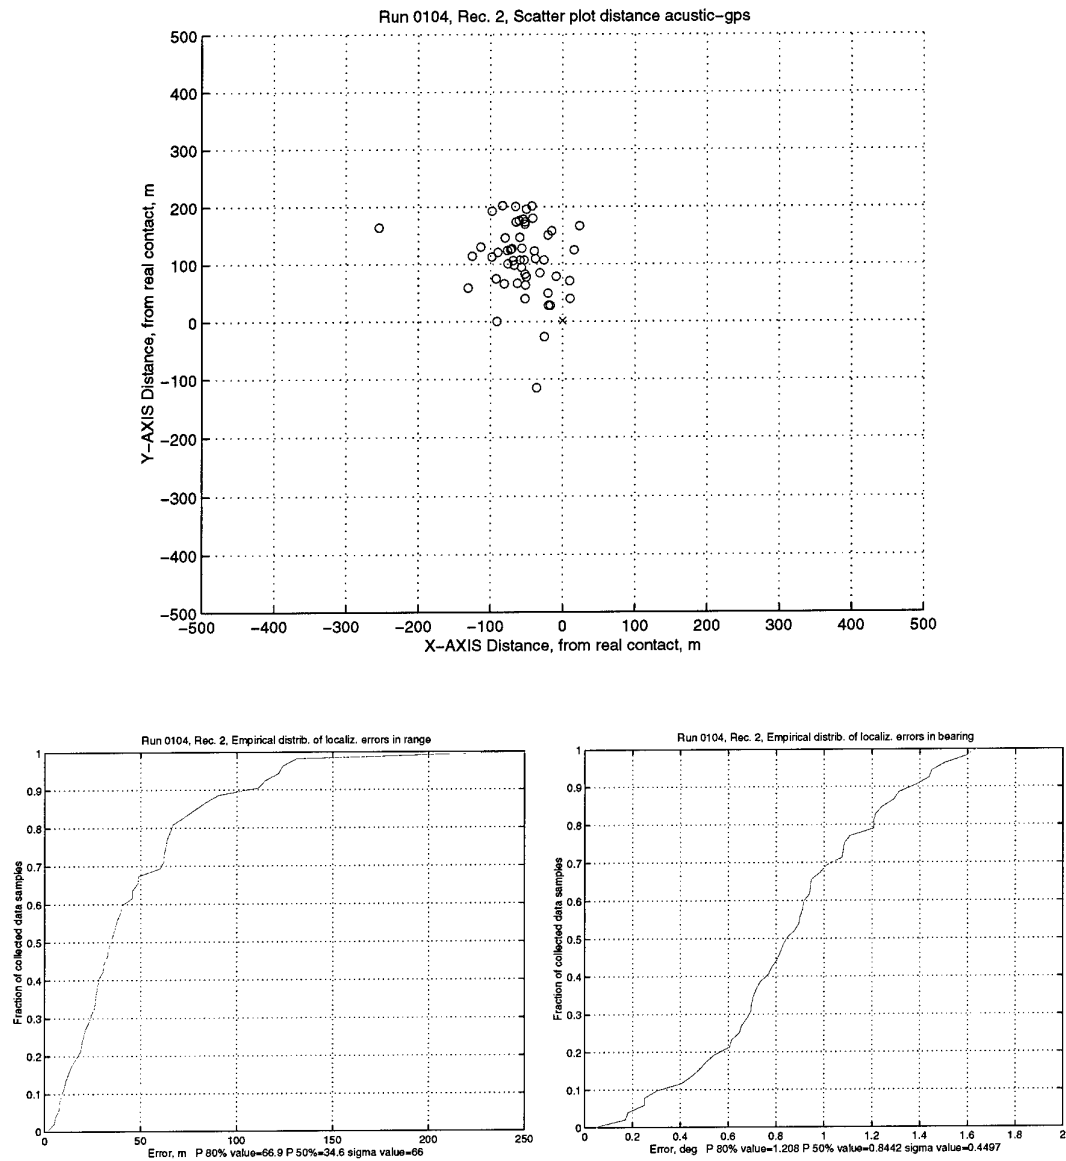 Run 0104, Rec. 2, Scatter plot distance acustic-gps
500
400
300
200
100
0
−100
−200
−300
−400
−500
Y-AXIS Distance, from real contact, m
−500 −400 −300 −200 −100 0 100 200 300 400 500
X-AXIS Distance, from real contact, m
Run 0104, Rec. 2, Empirical distrib. of localiz. errors in range
1
0.9
0.8
0.7
0.6
0.5
0.4
0.3
0.2
0.1
0
Fraction of collected data samples
0 50 100 150 200 250
Error, m P 80% value=66.9 P 50%=34.6 sigma value=66
Run 0104, Rec. 2, Empirical distrib. of localiz. errors in bearing
1
0.9
0.8
0.7
0.6
0.5
0.4
0.3
0.2
0.1
0
Fraction of collected data samples
0 0.2 0.4 0.6 0.8 1 1.2 1.4 1.6 1.8 2
Error, deg P 80% value=1.208 P 50% value=0.8442 sigma value=0.4497